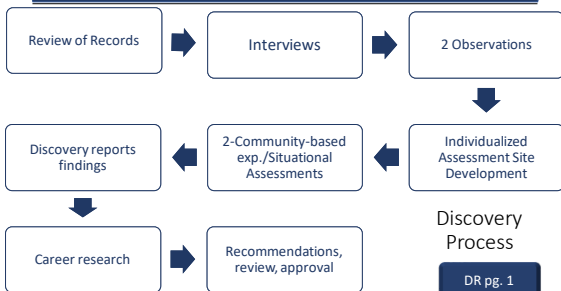 Review of Records
Interviews
2 Observations
Individualized
Assessment Site
Development
2-Community-based
exp./Situational
Assessments
Discovery reports
findings
Career research
Recommendations,
review, approval
Discovery
Process
DR pg. 1